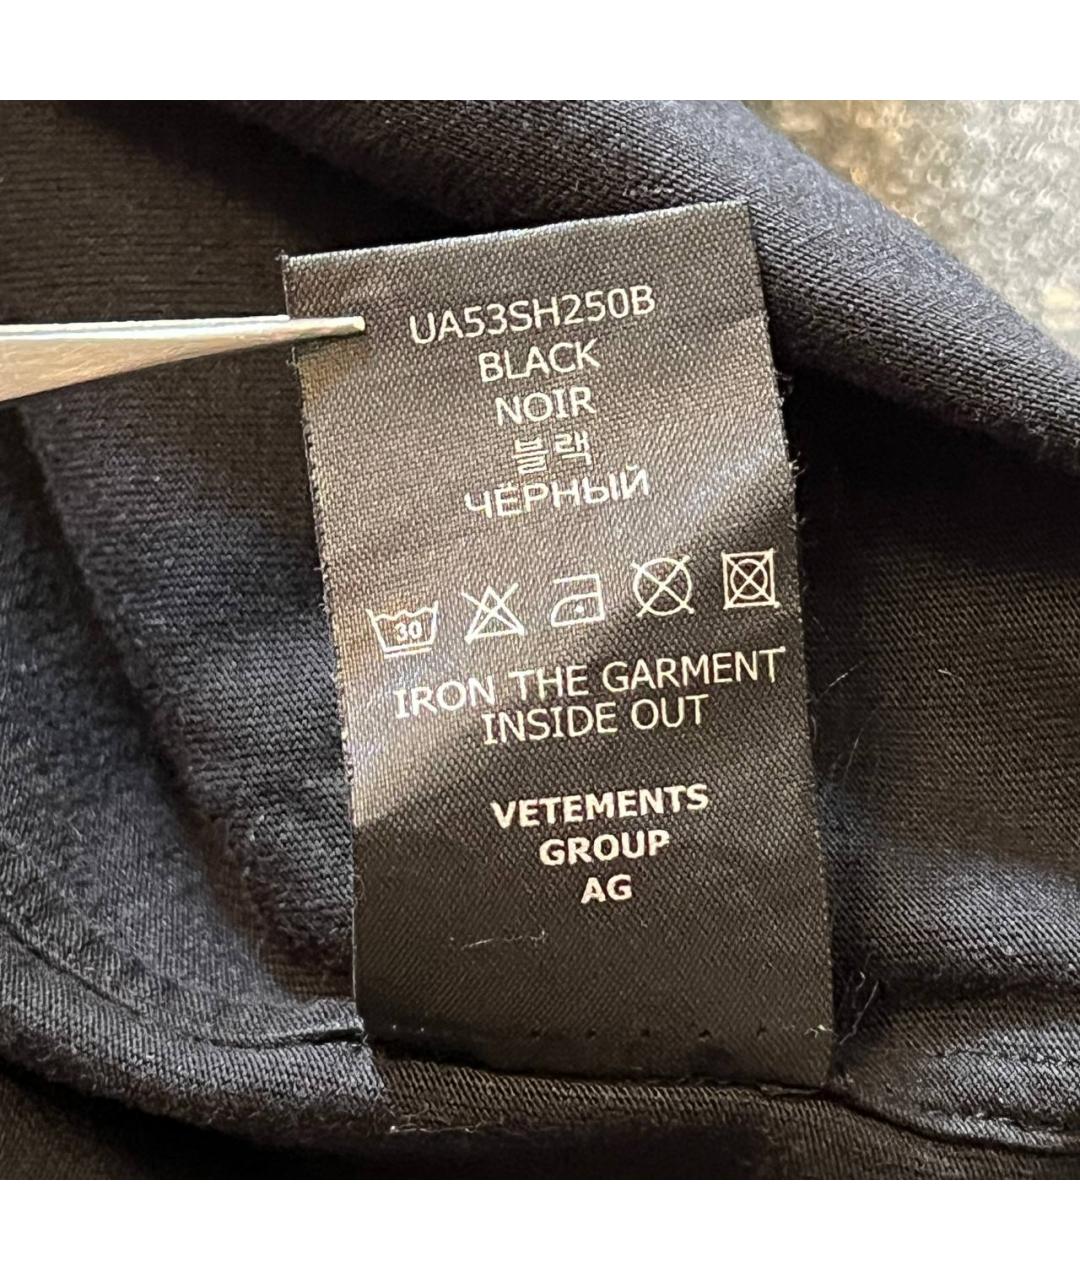 UA53SH250B
BLACK
NOIR
블랙
ЧЁРНЫЙ
30
IRON THE GARMENT
INSIDE OUT
VETEMENTS
GROUP
AG